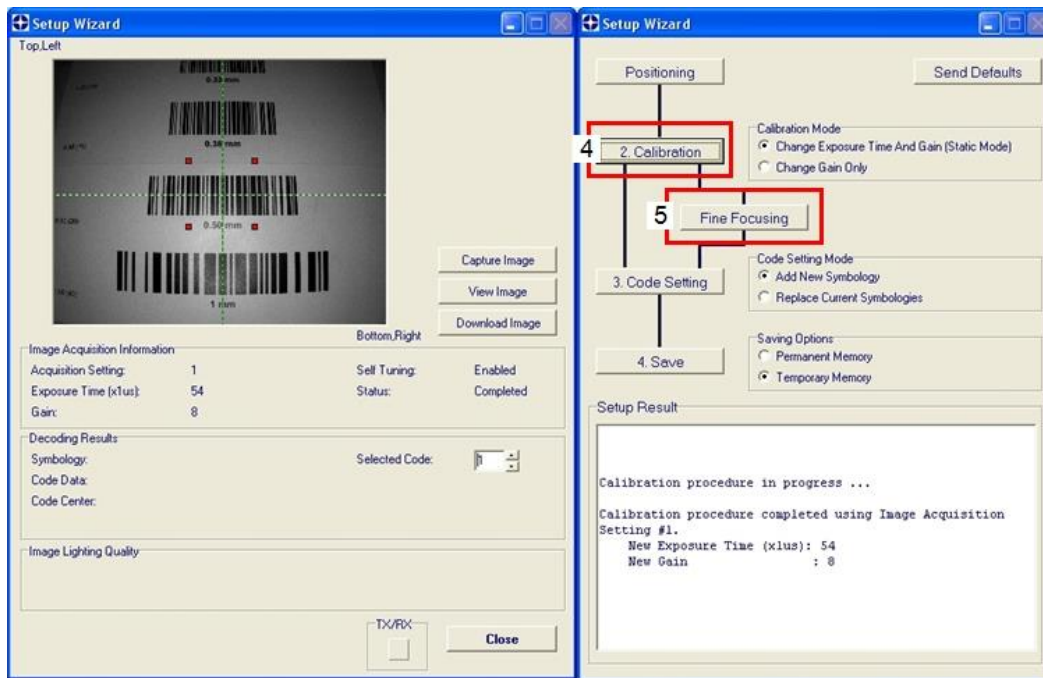 Setup Wizard
Top,Left
0.33 mm
0.38 mm
0.50 mm
1 mm
Capture Image
View Image
Download Image
Bottom,Right
Image Acquisition Information
Acquisition Setting: 1 Self Tuning: Enabled
Exposure Time (x1us): 54 Status: Completed
Gain: 8
Decoding Results
Symbology: Selected Code: 1
Code Data:
Code Center:
Image Lighting Quality
TX/RX
Close
Setup Wizard
Positioning
Send Defaults
4
2. Calibration
Calibration Mode
Change Exposure Time And Gain (Static Mode)
Change Gain Only
5
Fine Focusing
3. Code Setting
Code Setting Mode
Add New Symbology
Replace Current Symbologies
4. Save
Saving Options
Permanent Memory
Temporary Memory
Setup Result
Calibration procedure in progress ...
Calibration procedure completed using Image Acquisition
Setting #1.
New Exposure Time (x1us): 54
New Gain : 8